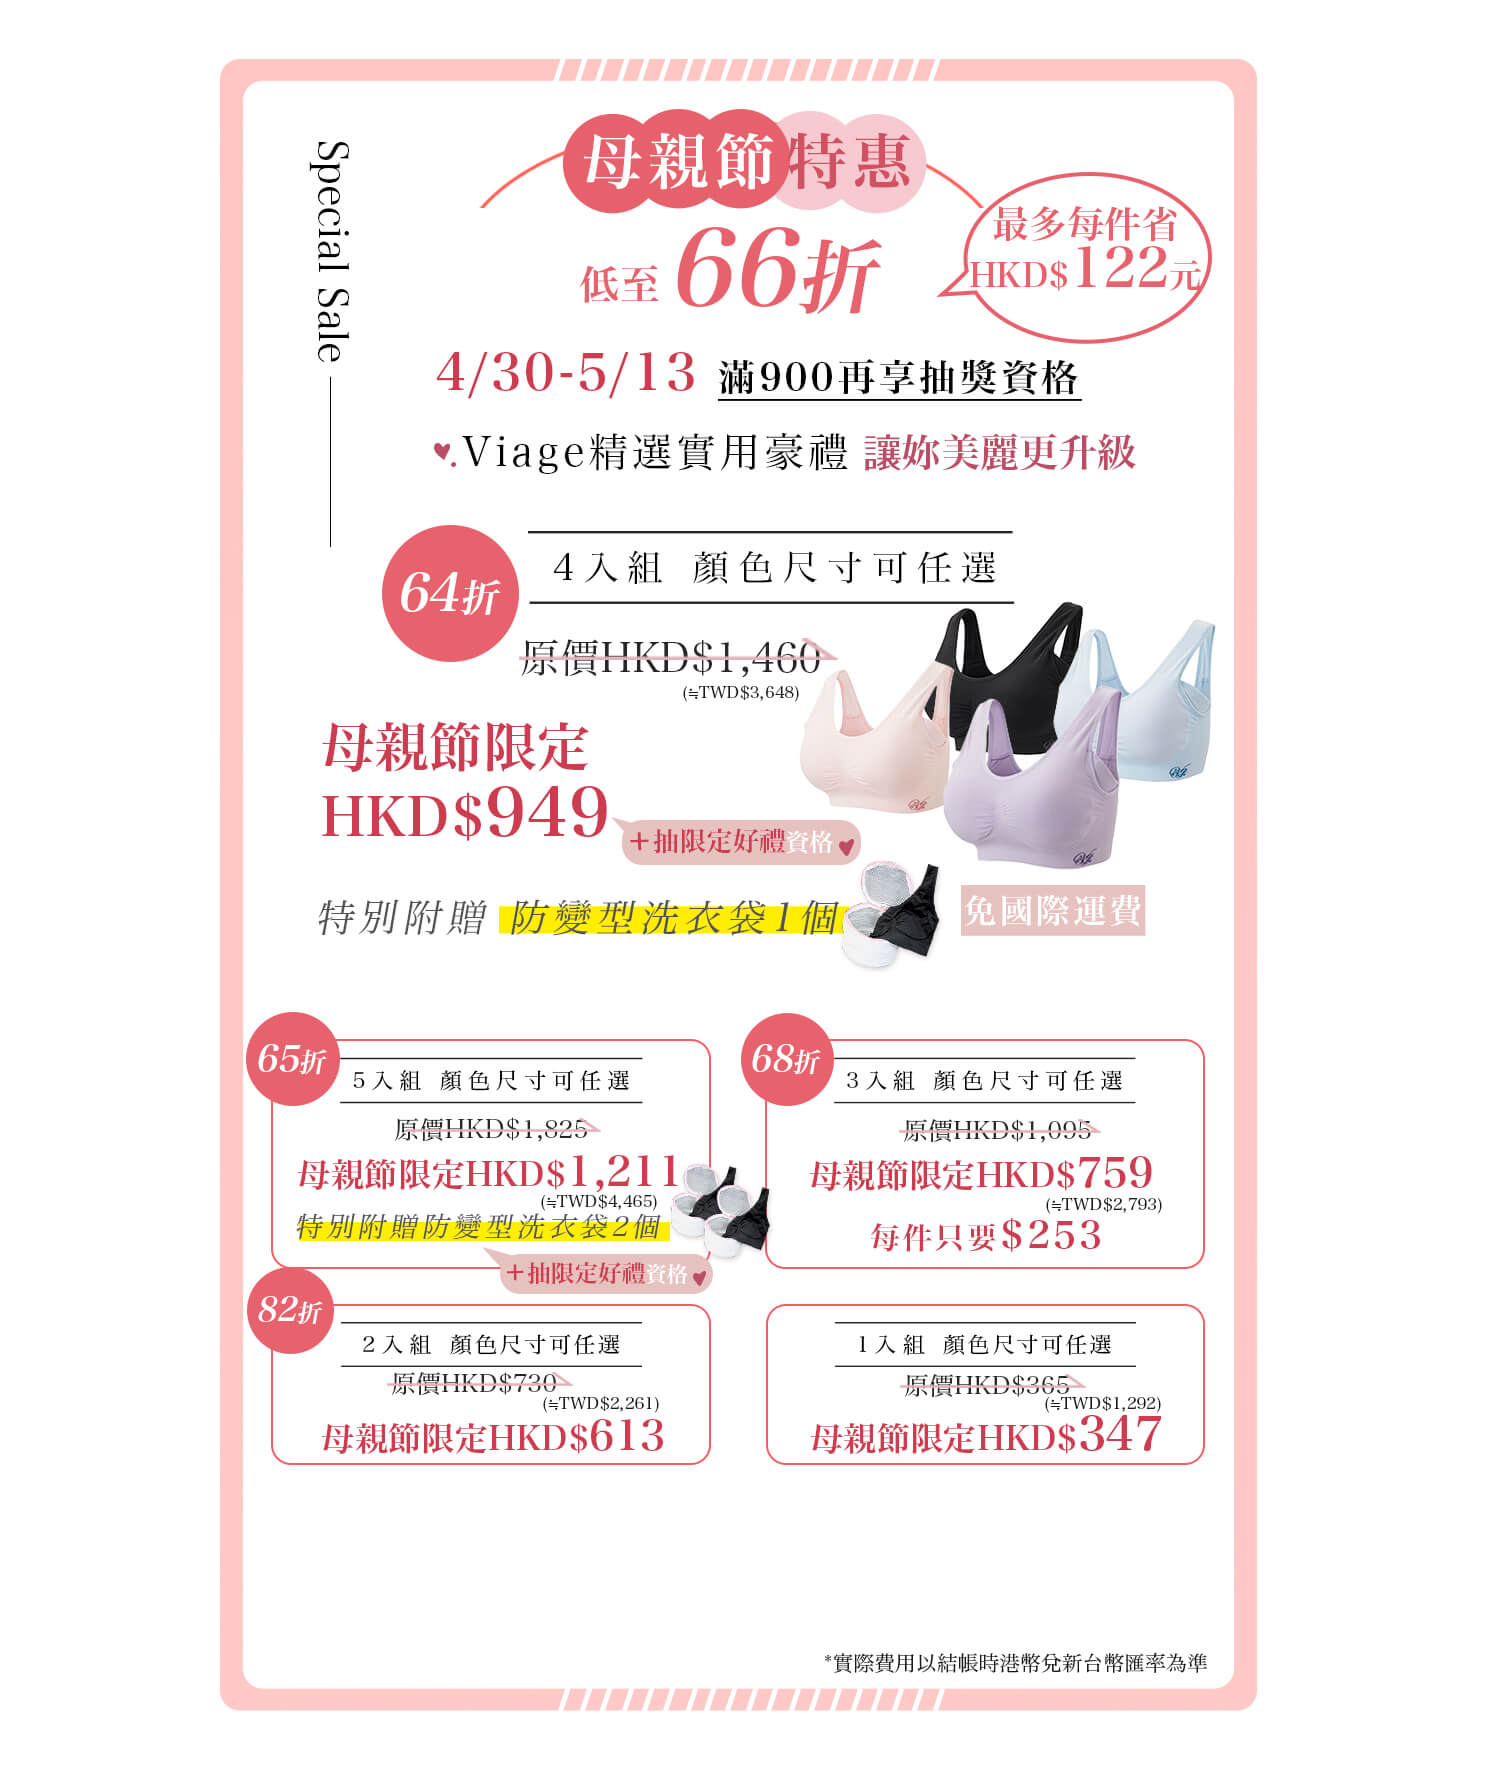 Special Sale
母親節特惠
低至66折
最多每件省
HKD$122元
4/30-5/13 滿900再享抽獎資格
Viage精選實用豪禮 讓妳美麗更升級
64折
4入組 顏色尺寸可任選
原價HKD$1,460
(≒TWD$3,648)
母親節限定
HKD$949
+抽限定好禮資格
特別附贈 防變型洗衣袋1個
免國際運費
65折
5入組 顏色尺寸可任選
原價HKD$1,825
母親節限定HKD$1,211
(≒TWD$4,465)
特別附贈防變型洗衣袋2個
+抽限定好禮資格
68折
3入組 顏色尺寸可任選
原價HKD$1,095
母親節限定HKD$759
(≒TWD$2,793)
每件只要$253
82折
2入組 顏色尺寸可任選
原價HKD$730
(≒TWD$2,261)
母親節限定HKD$613
1入組 顏色尺寸可任選
原價HKD$365
(≒TWD$1,292)
母親節限定HKD$347
*實際費用以結帳時港幣兌新台幣匯率為準